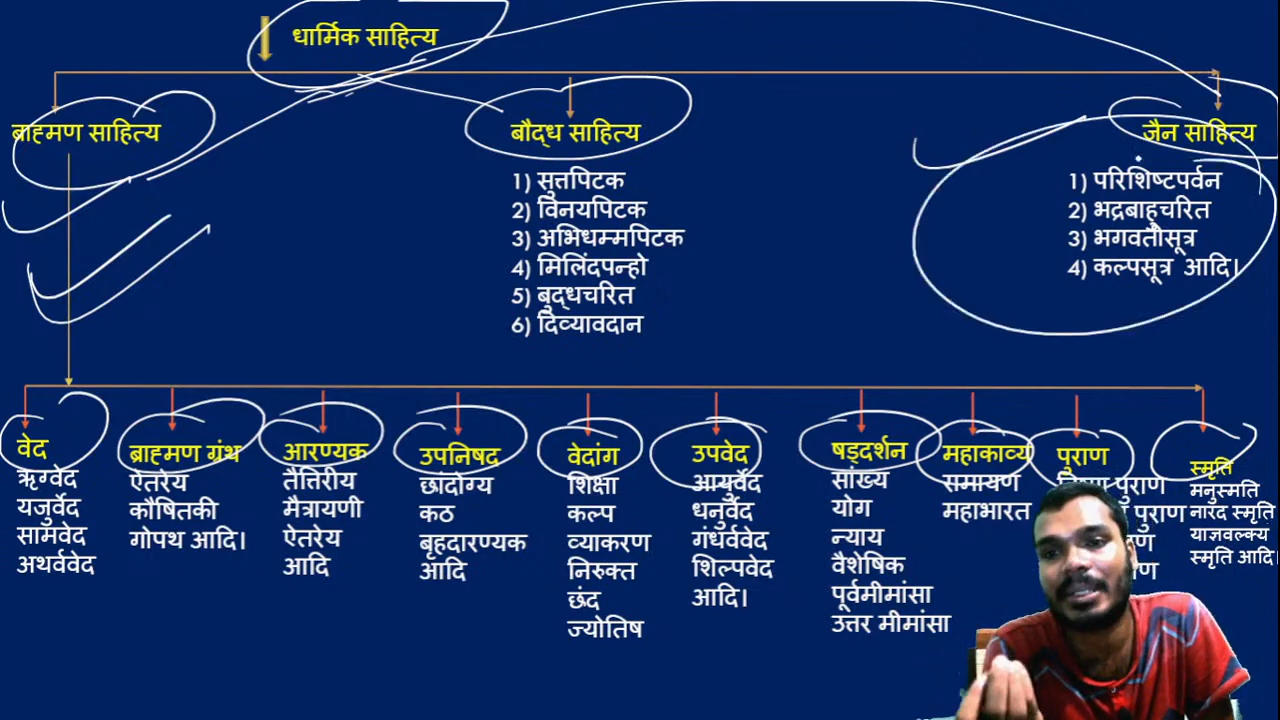 धार्मिक साहित्य
ब्राह्मण साहित्य
बौद्ध साहित्य
1) सुत्तपिटक
2) विनयपिटक
3) अभिधम्मपिटक
4) मिलिंदपन्हो
5) बुद्धचरित
6) दिव्यावदान
जैन साहित्य
1) परिशिष्टपर्वन
2) भद्रबाहुचरित
3) भगवतीसूत्र
4) कल्पसूत्र आदि।
वेद
ऋग्वेद
यजुर्वेद
सामवेद
अथर्ववेद
ब्राह्मण ग्रंथ
ऐतरेय
कौषितकी
गोपथ आदि।
आरण्यक
तैत्तिरीय
मैत्रायणी
ऐतरेय
आदि
उपनिषद
छांदोग्य
कठ
बृहदारण्यक
आदि
वेदांग
शिक्षा
कल्प
व्याकरण
निरुक्त
छंद
ज्योतिष
उपवेद
आयुर्वेद
धनुर्वेद
गंधर्ववेद
शिल्पवेद
आदि।
षड्दर्शन
सांख्य
योग
न्याय
वैशेषिक
पूर्वमीमांसा
उत्तर मीमांसा
महाकाव्य
रामायण
महाभारत
पुराण
पुराण
पुराण
स्मृति
मनुस्मति
नारद स्मृति
याज्ञवल्क्य
स्मृति आदि